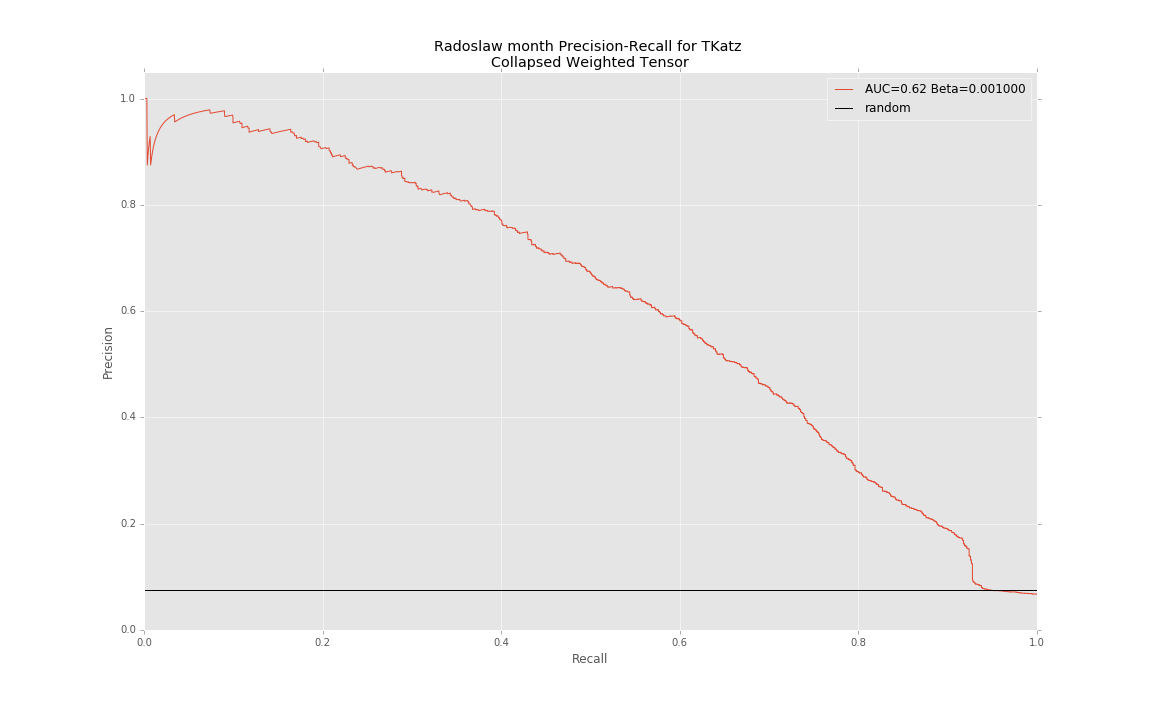 Radoslaw month Precision-Recall for TKatz
Collapsed Weighted Tensor
AUC=0.62 Beta=0.001000
random
1.0
0.8
0.6
0.4
0.2
0.0
Precision
0.0 0.2 0.4 0.6 0.8 1.0
Recall